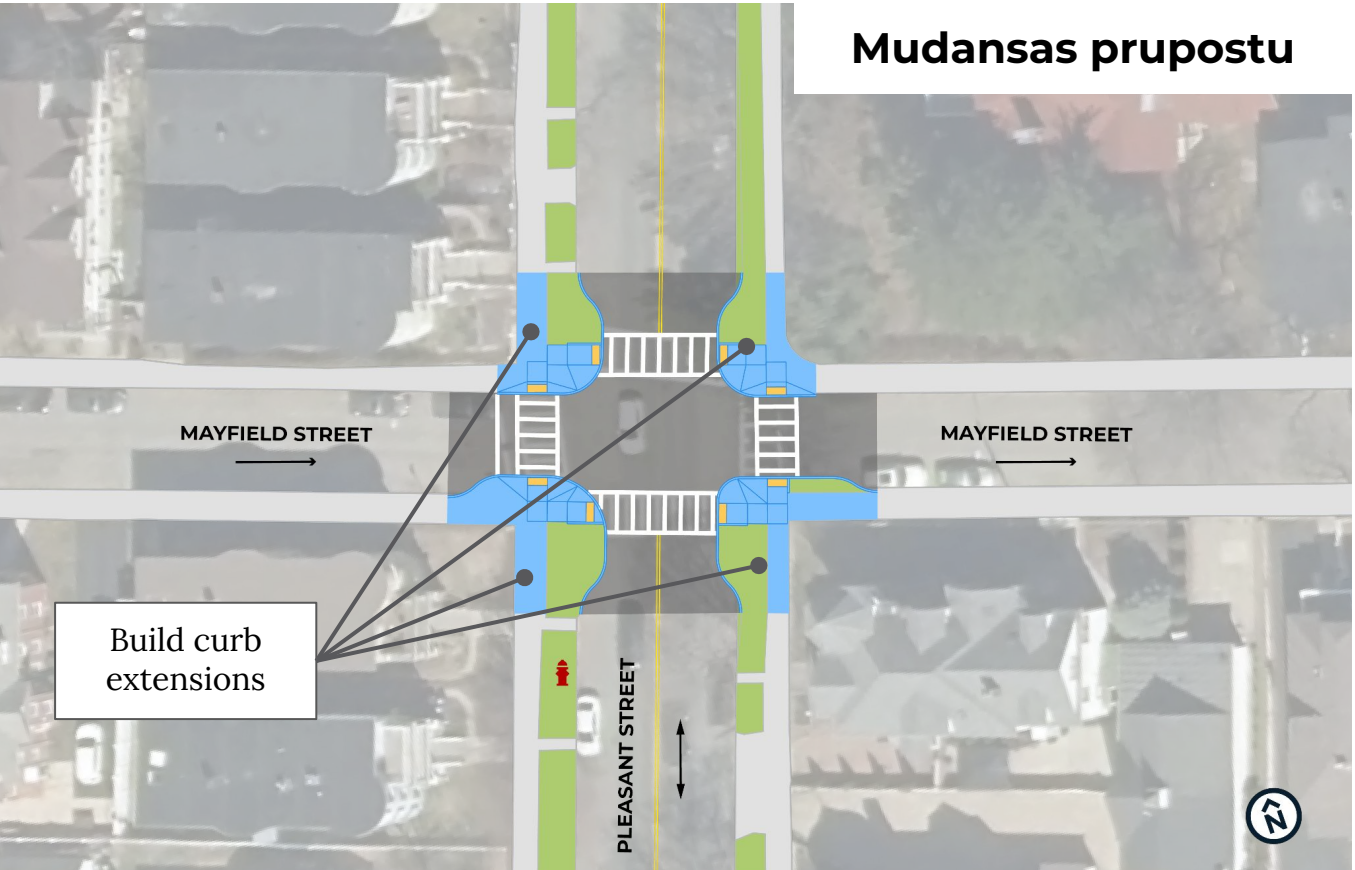 Mudansas prupostu
MAYFIELD STREET
MAYFIELD STREET
Build curb
extensions
PLEASANT STREET
N